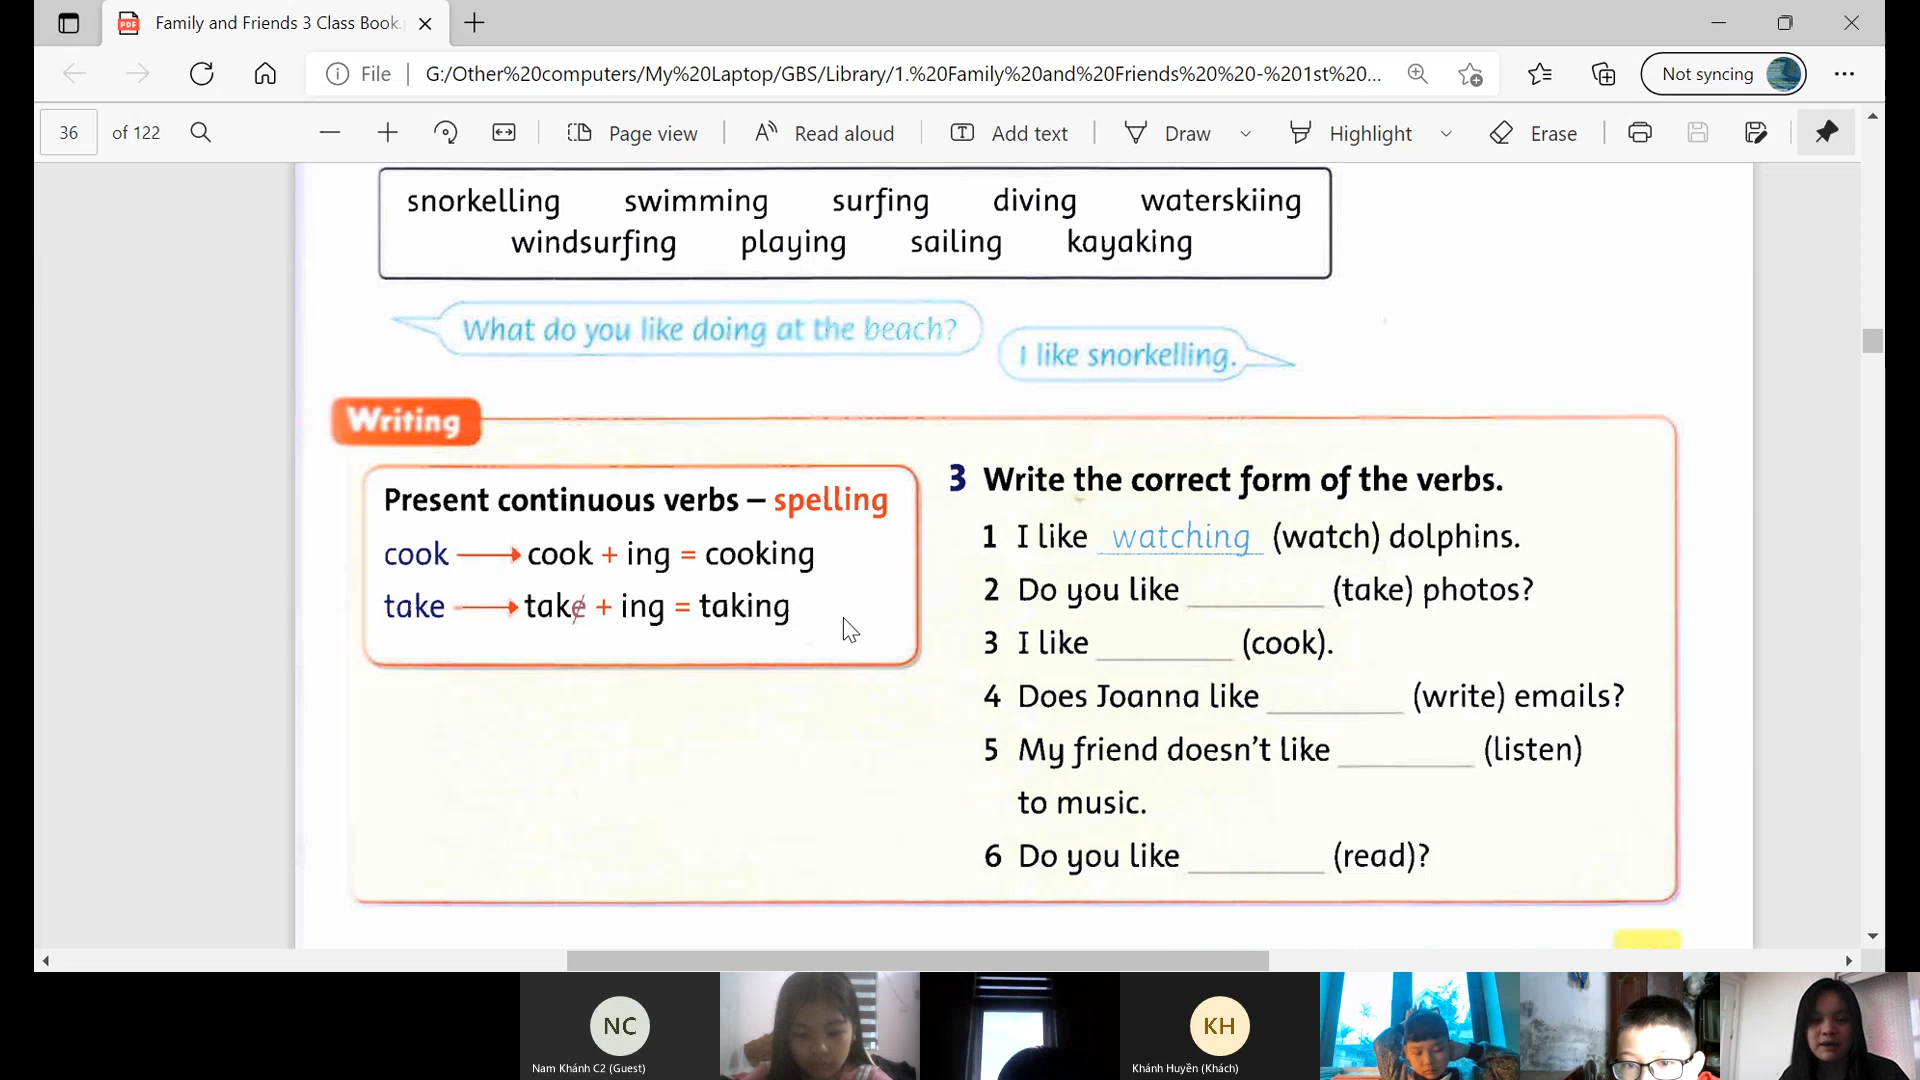 Family and Friends 3 Class Book.
File
G:/Other%20computers/My%20Laptop/GBS/Library/1.%20Family%20and%20Friends%20%20-%201st%20...
Not syncing
36 of 122
Page view
Read aloud
Add text
Draw
Highlight
Erase
snorkelling swimming surfing diving waterskiing
windsurfing playing sailing kayaking
What do you like doing at the beach?
I like snorkelling.
Writing
Present continuous verbs – spelling
cook → cook + ing = cooking
take → take + ing = taking
3 Write the correct form of the verbs.
1 I like watching (watch) dolphins.
2 Do you like ________ (take) photos?
3 I like ________ (cook).
4 Does Joanna like ________ (write) emails?
5 My friend doesn't like ________ (listen)
to music.
6 Do you like ________ (read)?
NC
Nam Khánh C2 (Guest)
KH
Khánh Huyền (Khách)